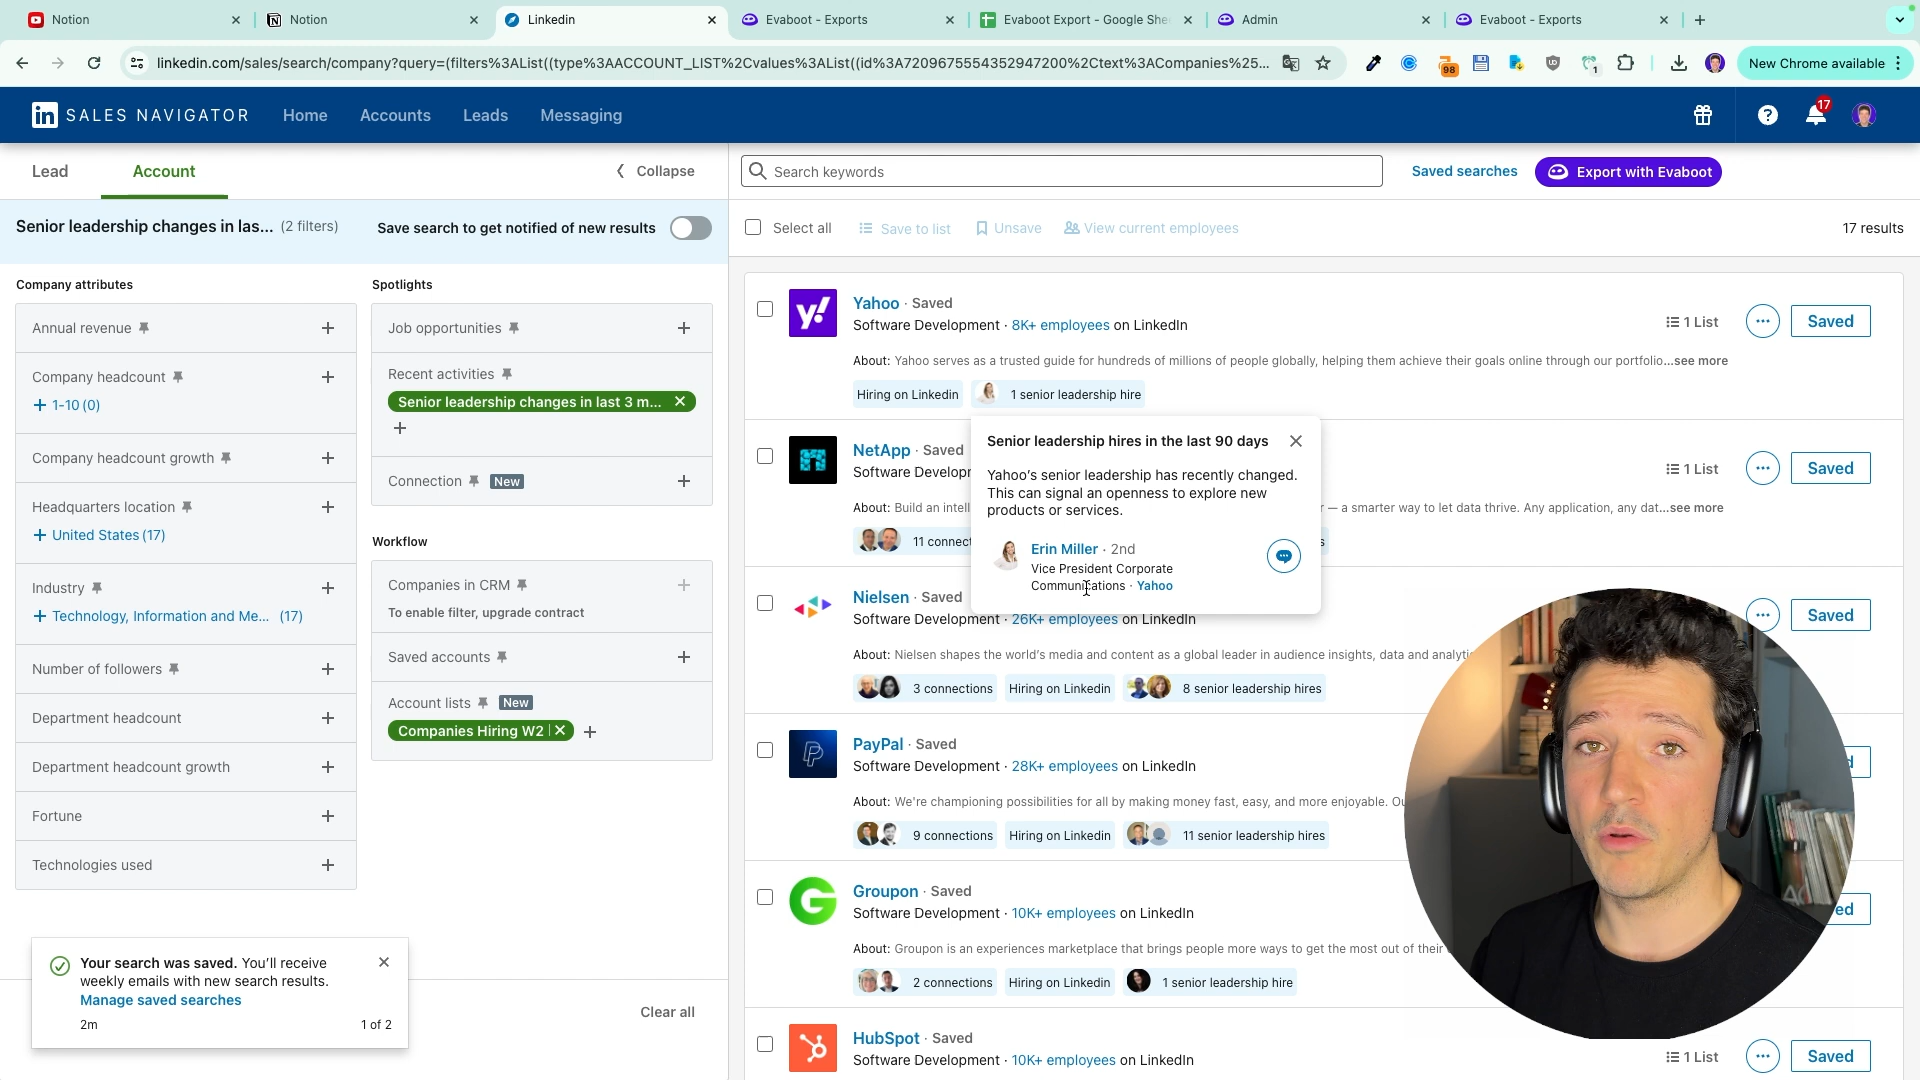 Notion
Notion
Linkedin
Evaboot - Exports
Evaboot Export - Google She
Admin
Evaboot - Exports
linkedin.com/sales/search/company?query=(filters%3AList((type%3AACCOUNT_LIST%2Cvalues%3AList((id%3A7209675554352947200%2Ctext%3ACompanies%25...
98
1
New Chrome available
in SALES NAVIGATOR
Home
Accounts
Leads
Messaging
17
Lead
Account
Collapse
Search keywords
Saved searches
Export with Evaboot
Senior leadership changes in las... (2 filters)
Save search to get notified of new results
Select all
Save to list
Unsave
View current employees
17 results
Company attributes
Annual revenue
Company headcount
1-10 (0)
Company headcount growth
Headquarters location
United States (17)
Industry
Technology, Information and Me... (17)
Number of followers
Department headcount
Department headcount growth
Fortune
Technologies used
Spotlights
Job opportunities
Recent activities
Senior leadership changes in last 3 m...
Connection New
Workflow
Companies in CRM
To enable filter, upgrade contract
Saved accounts
Account lists New
Companies Hiring W2
Your search was saved. You'll receive
weekly emails with new search results.
Manage saved searches
2m
1 of 2
Clear all
Yahoo · Saved
Software Development · 8K+ employees on LinkedIn
1 List
Saved
About: Yahoo serves as a trusted guide for hundreds of millions of people globally, helping them achieve their goals online through our portfolio...see more
Hiring on Linkedin
1 senior leadership hire
Senior leadership hires in the last 90 days
Yahoo's senior leadership has recently changed.
This can signal an openness to explore new
products or services.
Erin Miller · 2nd
Vice President Corporate
Communications · Yahoo
NetApp · Saved
Software Developr
1 List
Saved
About: Build an intell
r — a smarter way to let data thrive. Any application, any dat...see more
11 connect
s
Nielsen · Saved
Software Development · 26K+ employees on LinkedIn
Saved
About: Nielsen shapes the world's media and content as a global leader in audience insights, data and analytic
3 connections
Hiring on Linkedin
8 senior leadership hires
PayPal · Saved
Software Development · 28K+ employees on LinkedIn
d
About: We're championing possibilities for all by making money fast, easy, and more enjoyable. Ou
9 connections
Hiring on Linkedin
11 senior leadership hires
Groupon · Saved
Software Development · 10K+ employees on LinkedIn
ed
About: Groupon is an experiences marketplace that brings people more ways to get the most out of their
2 connections
Hiring on Linkedin
1 senior leadership hire
HubSpot · Saved
Software Development · 10K+ employees on LinkedIn
1 List
Saved